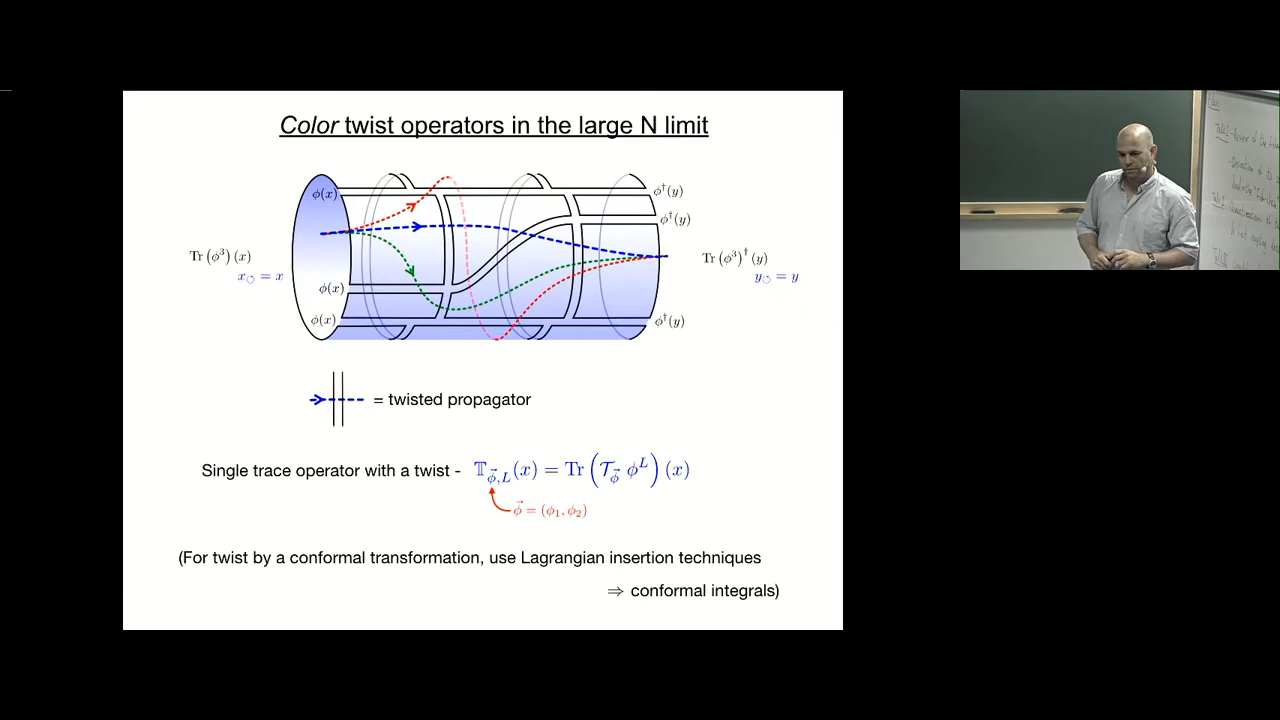 Color twist operators in the large N limit
ϕ(x)
ϕ†(y)
ϕ†(y)
Tr (ϕ³) (x)
Tr (ϕ³)† (y)
x↻ = x
y↻ = y
ϕ(x)
ϕ(x)
ϕ†(y)
= twisted propagator
Single trace operator with a twist - 𝕋_{ϕ⃗,L}(x) = Tr (𝒯_{ϕ⃗} ϕ^L) (x)
ϕ⃗ = (ϕ₁, ϕ₂)
(For twist by a conformal transformation, use Lagrangian insertion techniques
⇒ conformal integrals)